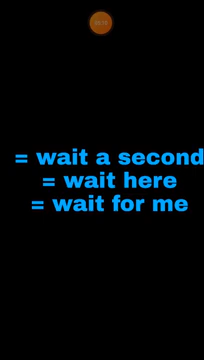 = wait a second
= wait here
= wait for me